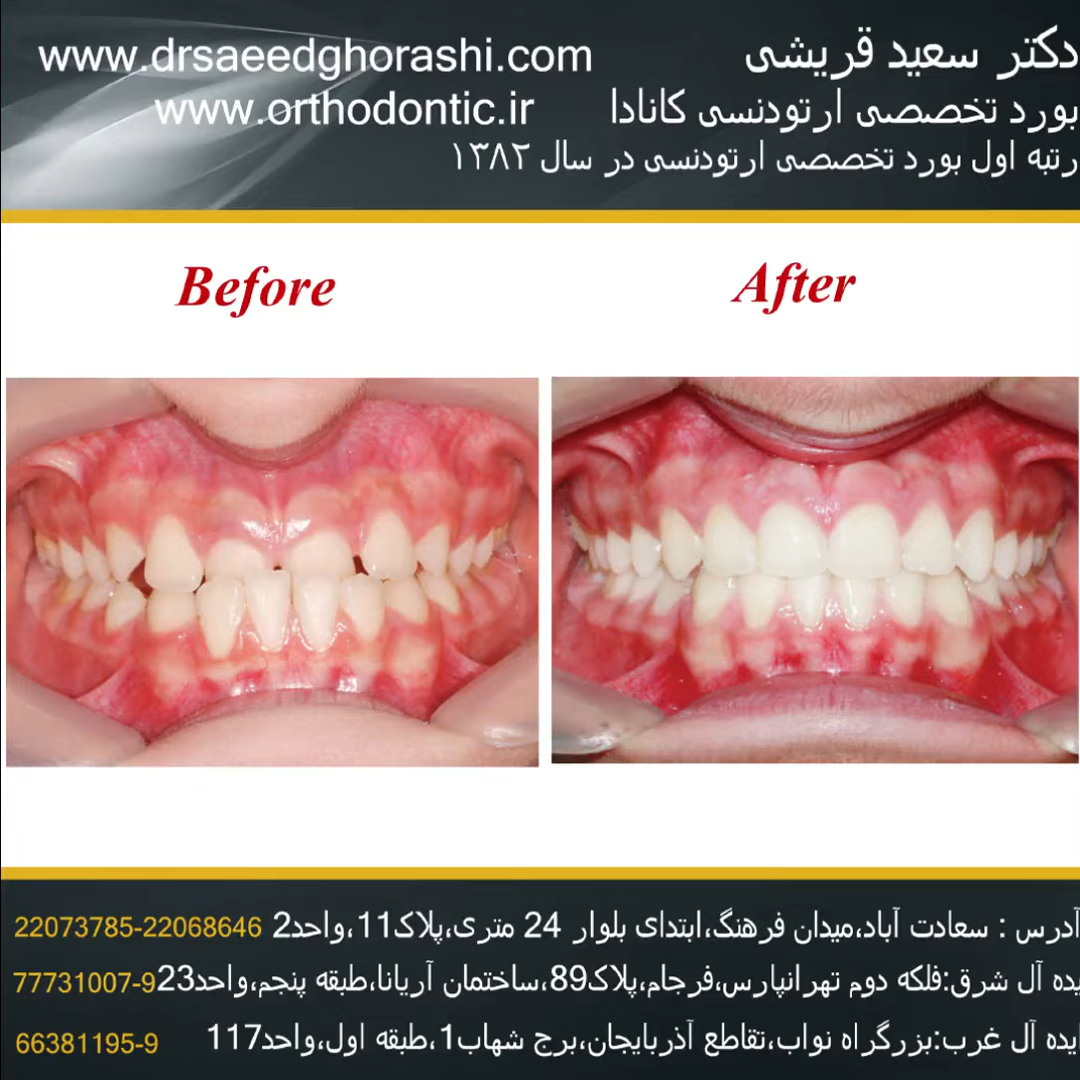 دکتر سعید قریشی
www.drsaeedghorashi.com
بورد تخصصی ارتودنسی کانادا
www.orthodontic.ir
رتبه اول بورد تخصصی ارتودنسی در سال ۱۳۸۲
Before
After
آدرس : سعادت آباد،میدان فرهنگ،ابتدای بلوار 24 متری،پلاک11،واحد2 22073785-22068646
یده آل شرق:فلکه دوم تهرانپارس،فرجام،پلاک89،ساختمان آریانا،طبقه پنجم،واحد23 77731007-9
یده آل غرب:بزرگراه نواب،تقاطع آذربایجان،برج شهاب1،طبقه اول،واحد117 66381195-9